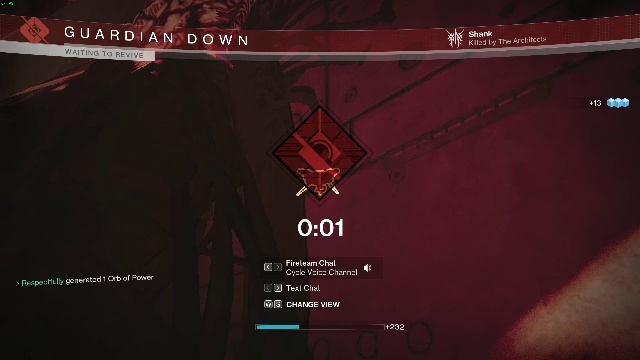 GUARDIAN DOWN
WAITING TO REVIVE
Shank
Killed by The Architects
+13
0:01
Fireteam Chat
Cycle Voice Channel
Respectfully generated 1 Orb of Power
Text Chat
CHANGE VIEW
+232